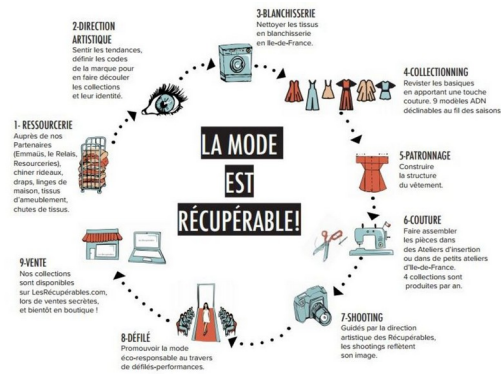 1- RESSOURCERIE
Auprès de nos
Partenaires
(Emmaüs, le Relais,
Resourceries),
chiner rideaux,
draps, linges de
maison, tissus
d'ameublement,
chutes de tissus.
2-DIRECTION
ARTISTIQUE
Sentir les tendances,
définir les codes
de la marque pour
en faire découler
les collections
et leur identité.
3-BLANCHISSERIE
Nettoyer les tissus
en blanchisserie
en Ile-de-France.
4-COLLECTIONNING
Revister les basiques
en apportant une touche
couture. 9 modèles ADN
déclinables au fil des saisons
5-PATRONNAGE
Construire
la structure
du vêtement.
6-COUTURE
Faire assembler
les pièces dans
des Ateliers d'insertion
ou dans de petits ateliers
d'Ile-de-France.
4 collections sont
produites par an.
7-SHOOTING
Guidés par la direction
artistique des Récupérables,
les shootings reflètent
son image.
8-DÉFILÉ
Promouvoir la mode
éco-responsable au travers
de défilés-performances.
9-VENTE
Nos collections
sont disponibles
sur LesRécupérables.com,
lors de ventes secrètes,
et bientôt en boutique !
LA MODE
EST
RÉCUPÉRABLE!